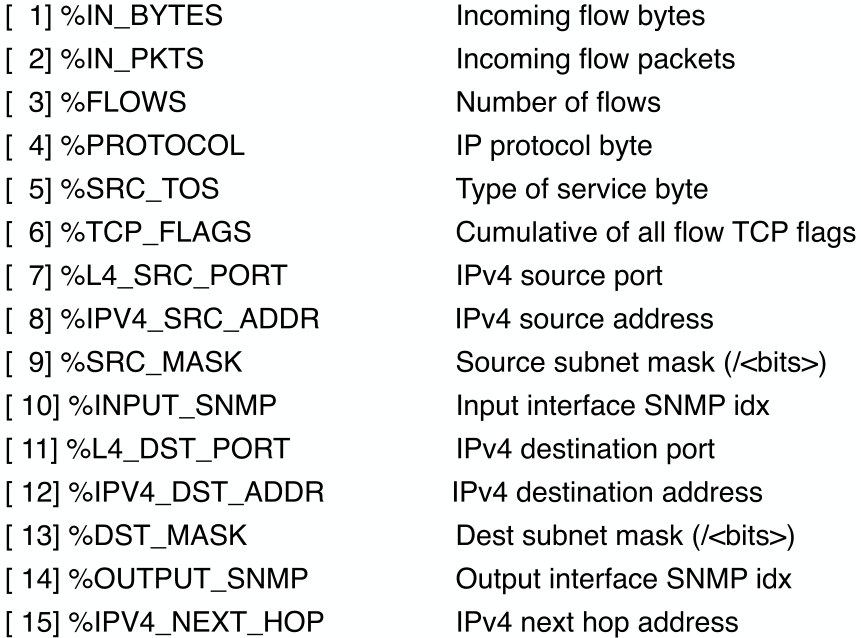 [ 1] %IN_BYTES Incoming flow bytes
[ 2] %IN_PKTS Incoming flow packets
[ 3] %FLOWS Number of flows
[ 4] %PROTOCOL IP protocol byte
[ 5] %SRC_TOS Type of service byte
[ 6] %TCP_FLAGS Cumulative of all flow TCP flags
[ 7] %L4_SRC_PORT IPv4 source port
[ 8] %IPV4_SRC_ADDR IPv4 source address
[ 9] %SRC_MASK Source subnet mask (/<bits>)
[ 10] %INPUT_SNMP Input interface SNMP idx
[ 11] %L4_DST_PORT IPv4 destination port
[ 12] %IPV4_DST_ADDR IPv4 destination address
[ 13] %DST_MASK Dest subnet mask (/<bits>)
[ 14] %OUTPUT_SNMP Output interface SNMP idx
[ 15] %IPV4_NEXT_HOP IPv4 next hop address